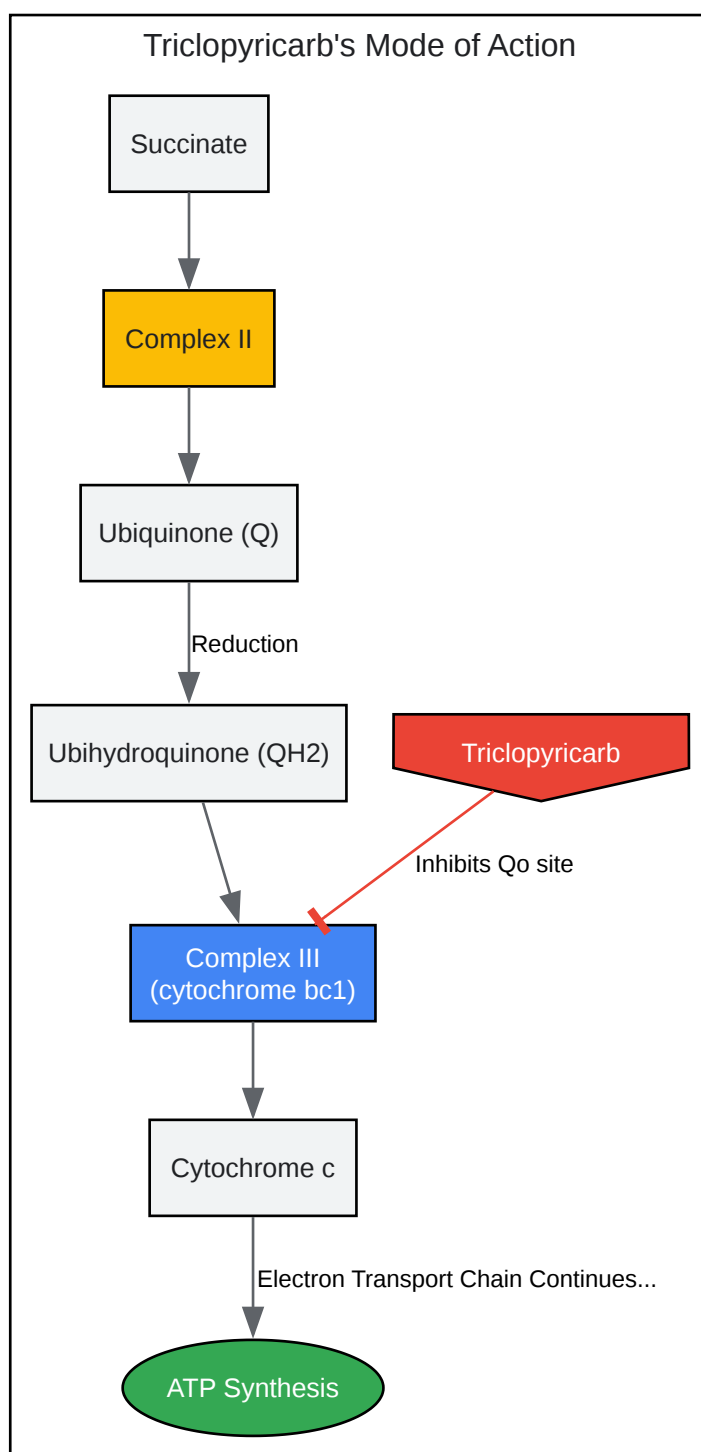 Triclopyricarb's Mode of Action
Succinate
Complex II
Ubiquinone (Q)
Reduction
Ubihydroquinone (QH2)
Triclopyricarb
Inhibits Qo site
Complex III
(cytochrome bc1)
Cytochrome c
Electron Transport Chain Continues...
ATP Synthesis